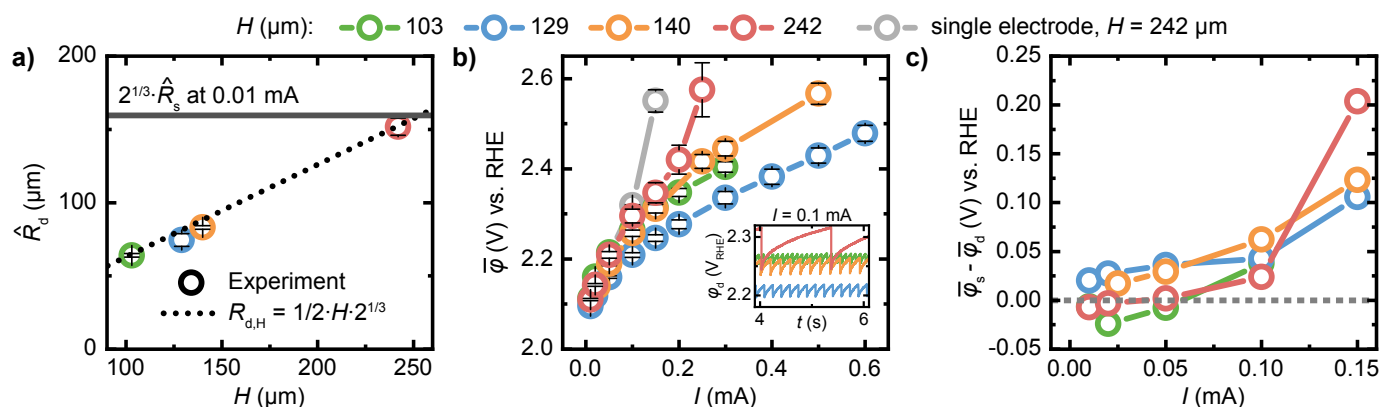 H (μm): 103 129 140 242 single electrode, H = 242 μm
a)
200
100
0
R̂d (μm)
2^1/3·R̂s at 0.01 mA
Experiment
R_d,H = 1/2·H·2^1/3
100 150 200 250
H (μm)
b)
2.6
2.4
2.2
2.0
φ̅ (V) vs. RHE
I = 0.1 mA
2.3
2.2
φd (V_RHE)
4 6
t (s)
0.0 0.2 0.4 0.6
I (mA)
c)
0.25
0.20
0.15
0.10
0.05
0.00
-0.05
φ̅s - φ̅d (V) vs. RHE
0.00 0.05 0.10 0.15
I (mA)